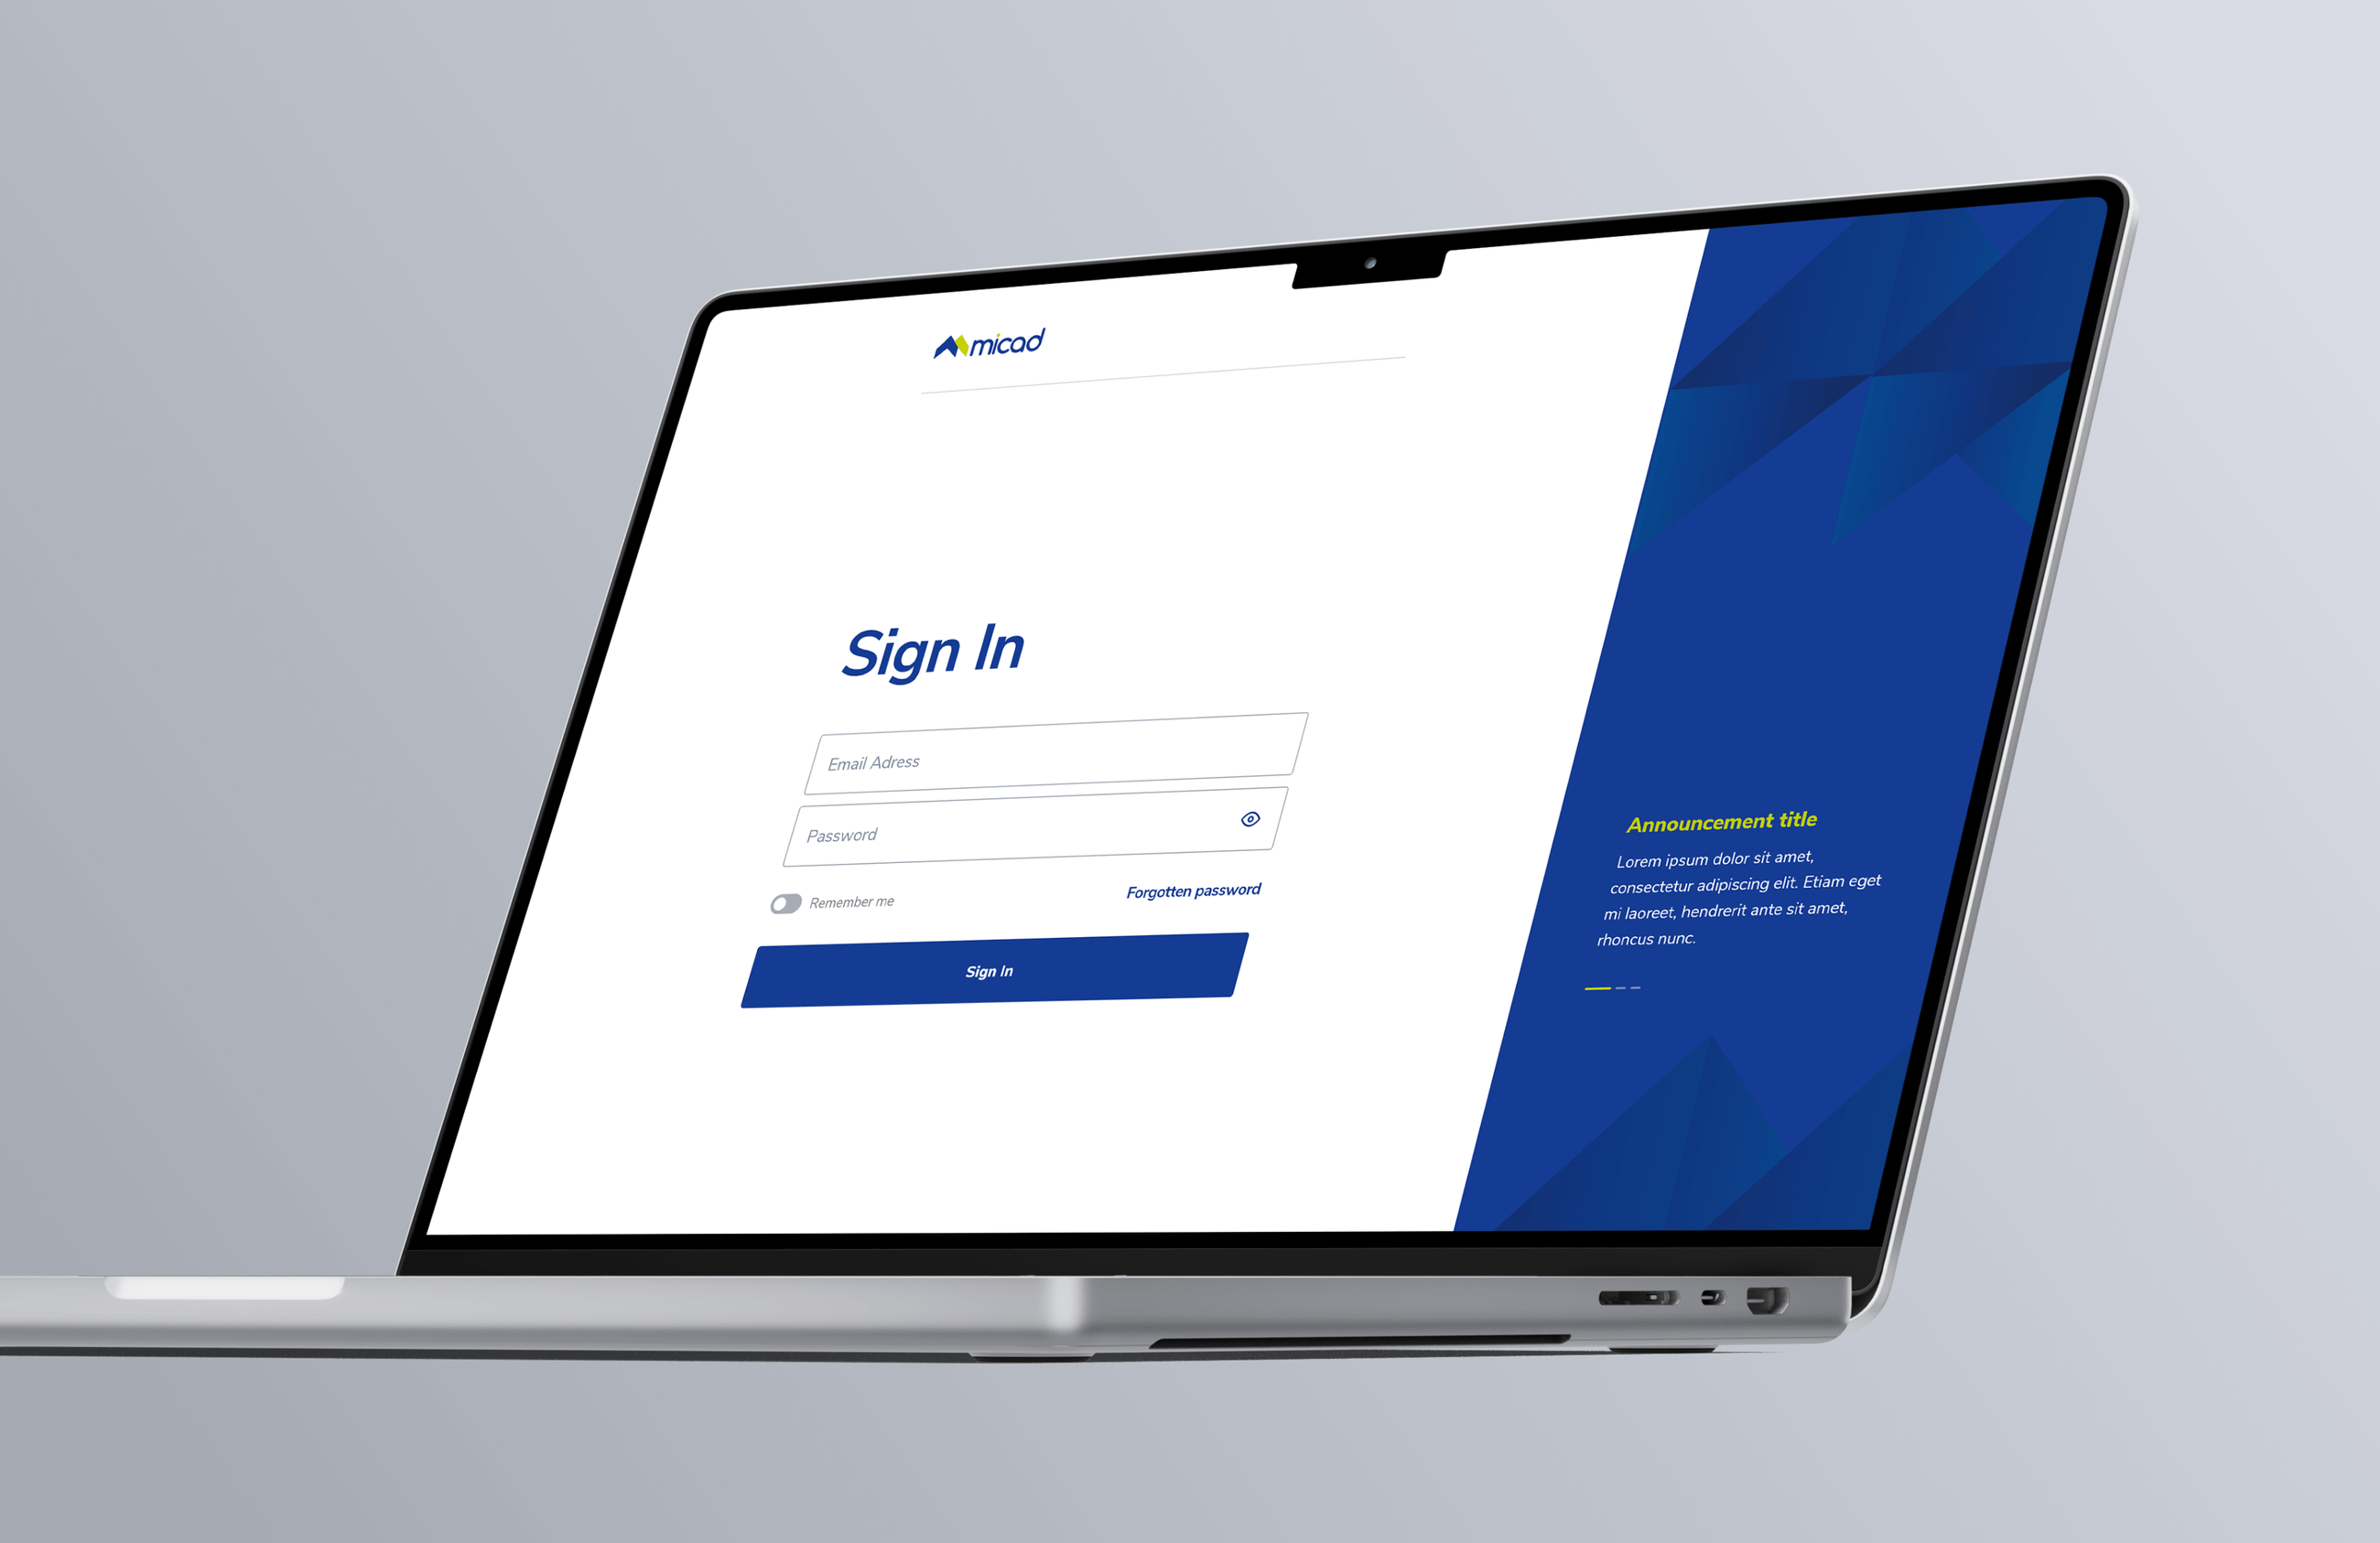 micad
Sign In
Email Adress
Password
Remember me
Forgotten password
Sign In
Announcement title
Lorem ipsum dolor sit amet,
consectetur adipiscing elit. Etiam eget
mi laoreet, hendrerit ante sit amet,
rhoncus nunc.